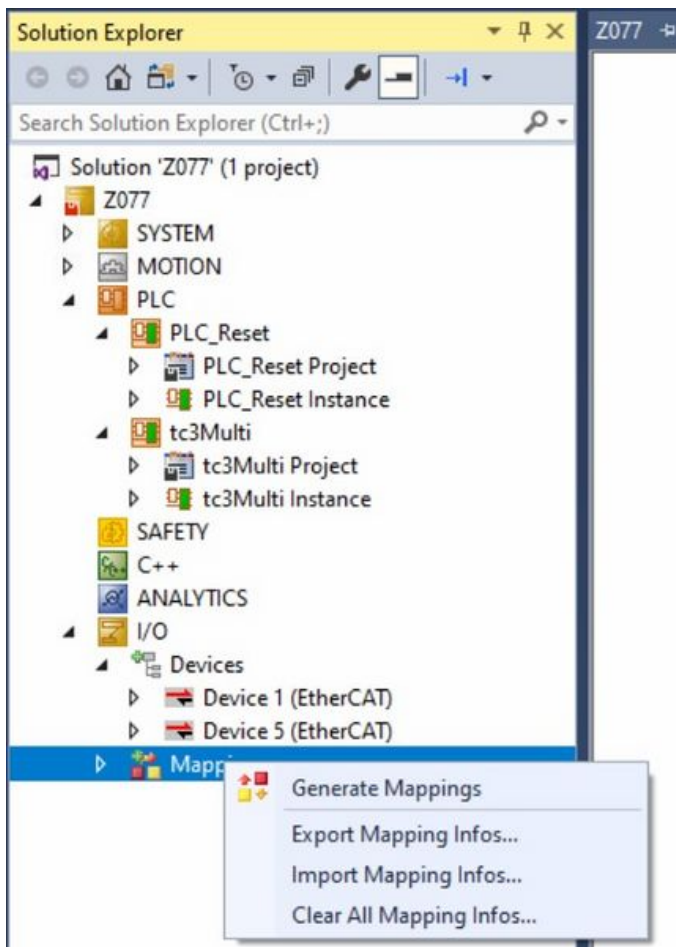 Solution Explorer
Z077
Search Solution Explorer (Ctrl+;)
Solution 'Z077' (1 project)
Z077
SYSTEM
MOTION
PLC
PLC_Reset
PLC_Reset Project
PLC_Reset Instance
tc3Multi
tc3Multi Project
tc3Multi Instance
SAFETY
C++
ANALYTICS
I/O
Devices
Device 1 (EtherCAT)
Device 5 (EtherCAT)
Mapp
Generate Mappings
Export Mapping Infos...
Import Mapping Infos...
Clear All Mapping Infos...